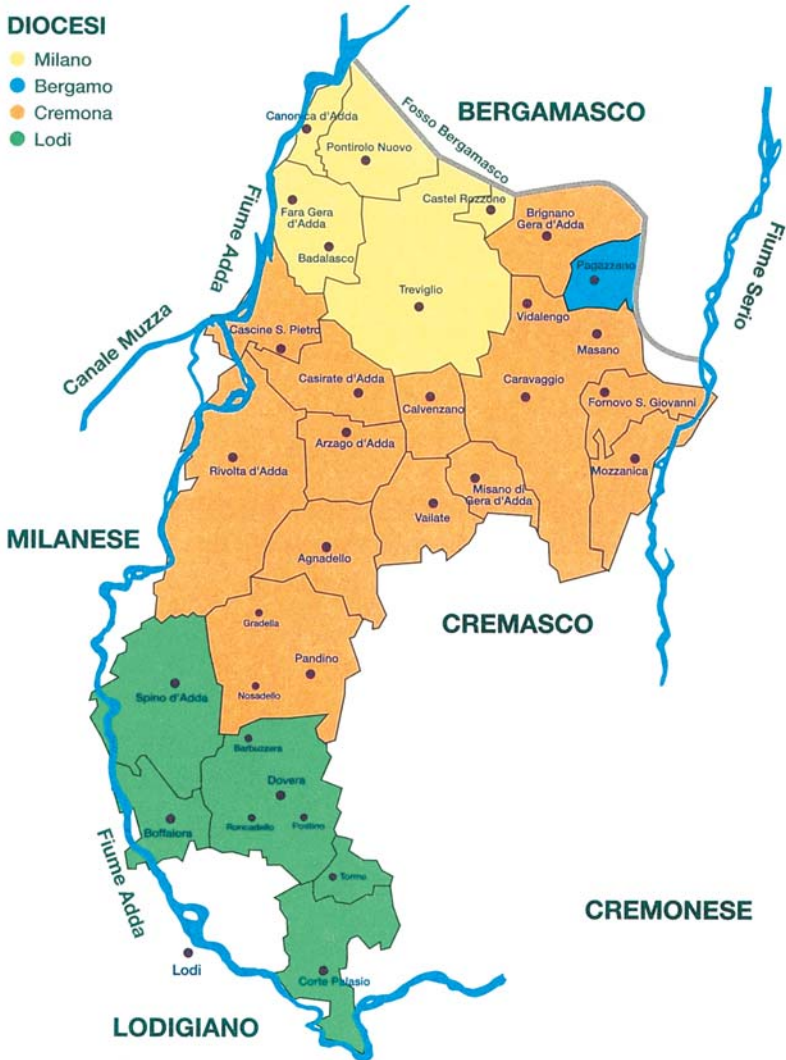 DIOCESI
Milano
Bergamo
Cremona
Lodi
BERGAMASCO
Fosso Bergamasco
Canonica d'Adda
Pontirolo Nuovo
Fiume Adda
Castel Rozzone
Fara Gera
d'Adda
Brignano
Gera d'Adda
Badalasco
Fiume Serio
Pagazzano
Treviglio
Vidalengo
Canale Muzza
Cascine S. Pietro
Masano
Casirate d'Adda
Calvenzano
Caravaggio
Fornovo S. Giovanni
Arzago d'Adda
Rivolta d'Adda
Mozzanica
Misano di
Gera d'Adda
Vailate
MILANESE
Agnadello
CREMASCO
Gradella
Pandino
Spino d'Adda
Nosadello
Barbuzzera
Dovera
Boffalora
Roncadello
Postino
Fiume Adda
Tormo
CREMONESE
Lodi
Corte Palasio
LODIGIANO